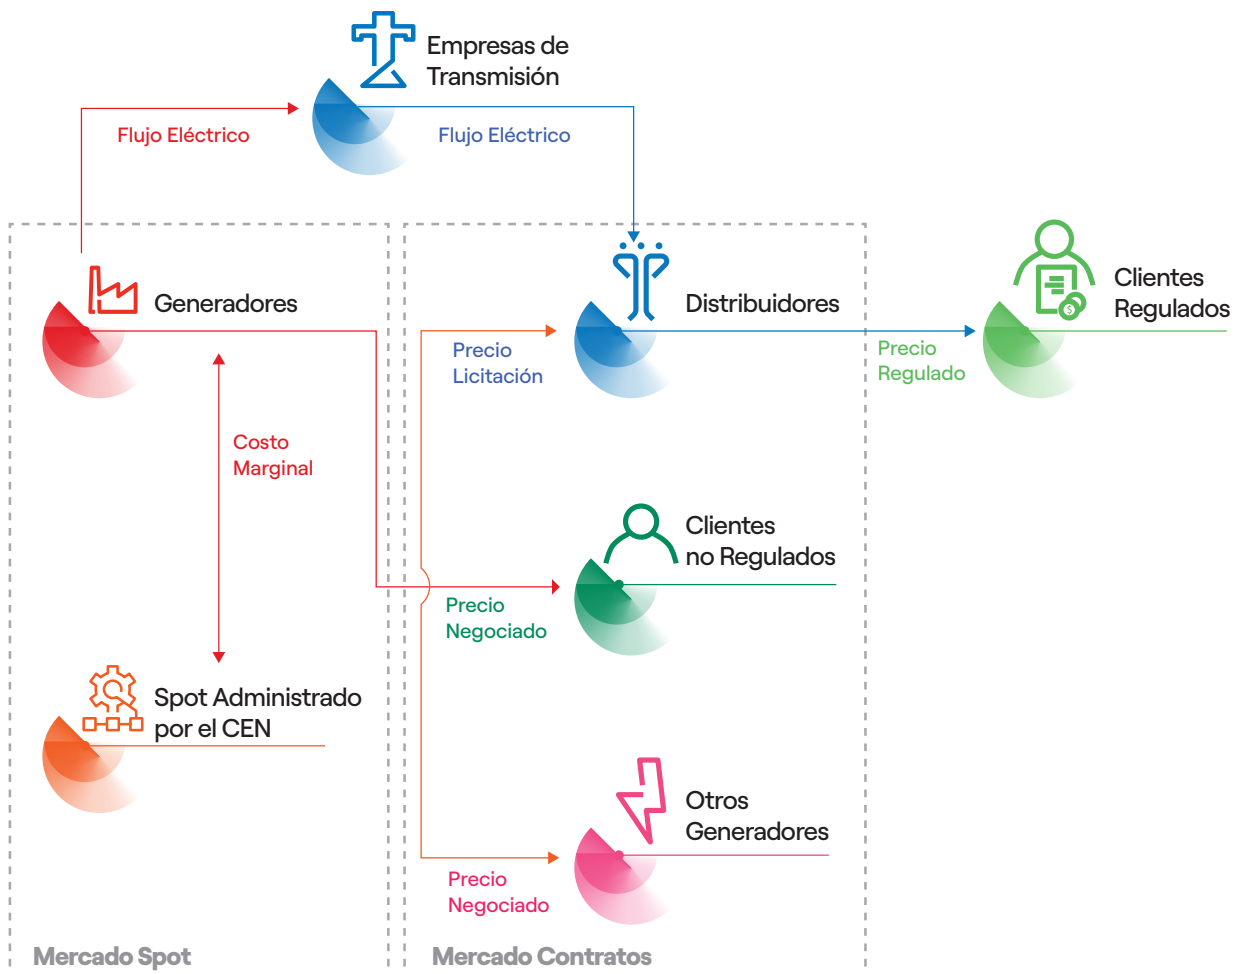 Empresas de
Transmisión
Flujo Eléctrico
Flujo Eléctrico
Generadores
Distribuidores
Clientes
Regulados
$
Precio
Licitación
Precio
Regulado
Costo
Marginal
Clientes
no Regulados
Precio
Negociado
Spot Administrado
por el CEN
Otros
Generadores
Precio
Negociado
Mercado Spot
Mercado Contratos